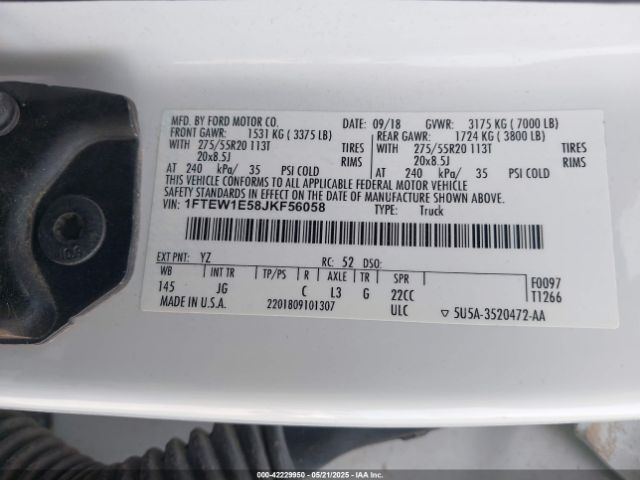 MFD. BY FORD MOTOR CO.
DATE: 09/18 GVWR: 3175 KG ( 7000 LB)
FRONT GAWR: 1531 KG ( 3375 LB)
REAR GAWR: 1724 KG ( 3800 LB)
WITH 275/55R20 113T TIRES
WITH 275/55R20 113T TIRES
20x8.5J RIMS
20x8.5J RIMS
AT 240 kPa/ 35 PSI COLD
AT 240 kPa/ 35 PSI COLD
THIS VEHICLE CONFORMS TO ALL APPLICABLE FEDERAL MOTOR VEHICLE
SAFETY STANDARDS IN EFFECT ON THE DATE OF MANUFACTURE SHOWN ABOVE.
VIN: 1FTEW1E58JKF56058 TYPE: Truck
EXT PNT: YZ RC: 52 DSO:
WB INT TR TP/PS R AXLE TR SPR
145 JG C L3 G 22CC
F0097
T1266
MADE IN U.S.A. 2201809101307 ULC
▽ 5U5A-3520472-AA
000-42229950 - 05/21/2025 - IAAI.COM